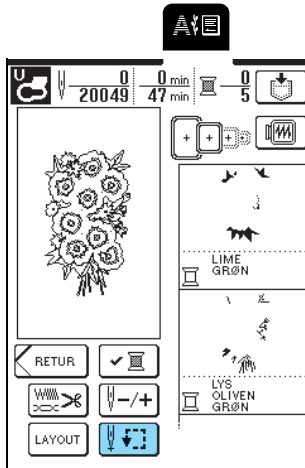 A
U
0
20049
0 min
47 min
0
5
LIME
GRØN
RETUR
LYS
OLIVEN
GRØN
-/+
LAYOUT